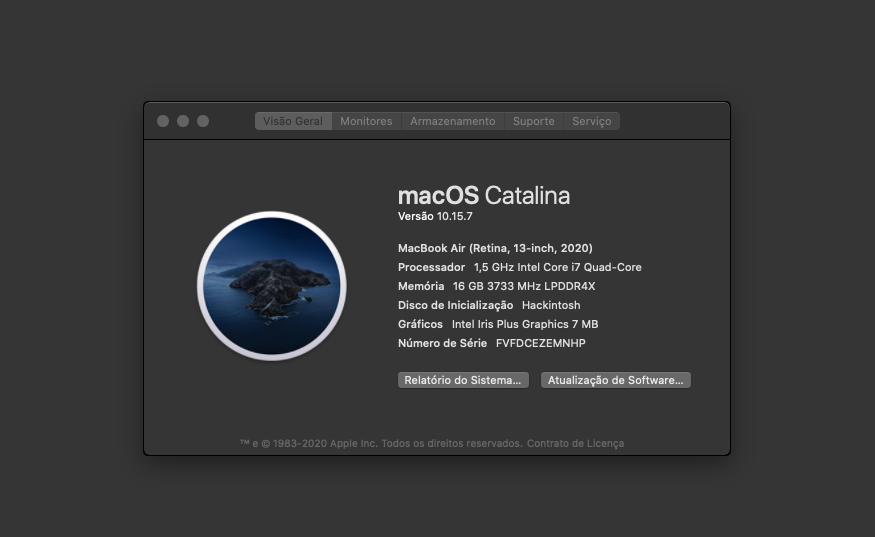 Visão Geral Monitores Armazenamento Suporte Serviço
macOS Catalina
Versão 10.15.7
MacBook Air (Retina, 13-inch, 2020)
Processador 1,5 GHz Intel Core i7 Quad-Core
Memória 16 GB 3733 MHz LPDDR4X
Disco de Inicialização Hackintosh
Gráficos Intel Iris Plus Graphics 7 MB
Número de Série FVFDCEZEMNHP
Relatório do Sistema... Atualização de Software...
™ e © 1983-2020 Apple Inc. Todos os direitos reservados. Contrato de Licença